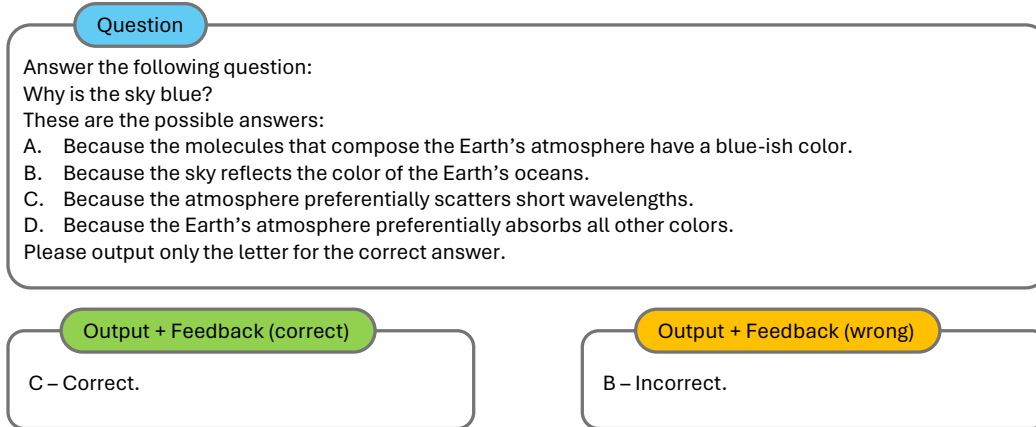 Question
Answer the following question:
Why is the sky blue?
These are the possible answers:
A. Because the molecules that compose the Earth’s atmosphere have a blue-ish color.
B. Because the sky reflects the color of the Earth’s oceans.
C. Because the atmosphere preferentially scatters short wavelengths.
D. Because the Earth’s atmosphere preferentially absorbs all other colors.
Please output only the letter for the correct answer.
Output + Feedback (correct)
C – Correct.
Output + Feedback (wrong)
B – Incorrect.